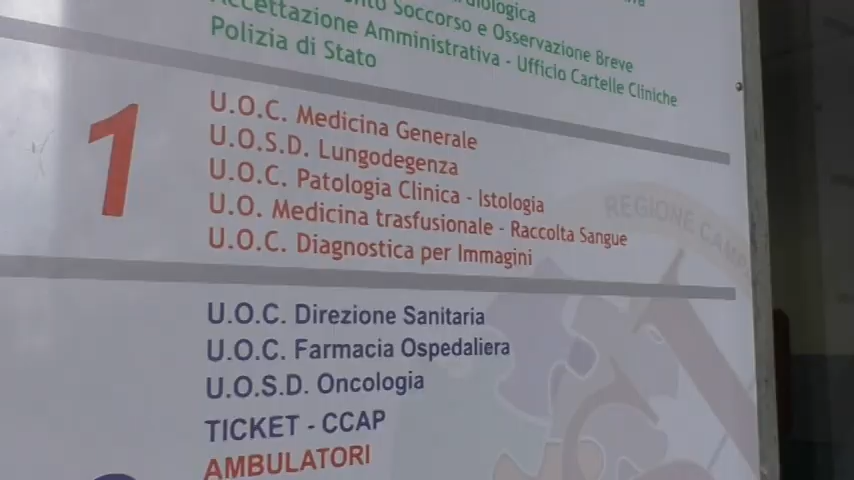 Soccorso e Osservazione Breve
Accettazione Amministrativa - Ufficio Cartelle Cliniche
Polizia di Stato
1
U.O.C. Medicina Generale
U.O.S.D. Lungodegenza
U.O.C. Patologia Clinica - Istologia
U.O. Medicina trasfusionale - Raccolta Sangue
U.O.C. Diagnostica per Immagini
REGIONE CAMP
U.O.C. Direzione Sanitaria
U.O.C. Farmacia Ospedaliera
U.O.S.D. Oncologia
TICKET - CCAP
AMBULATORI